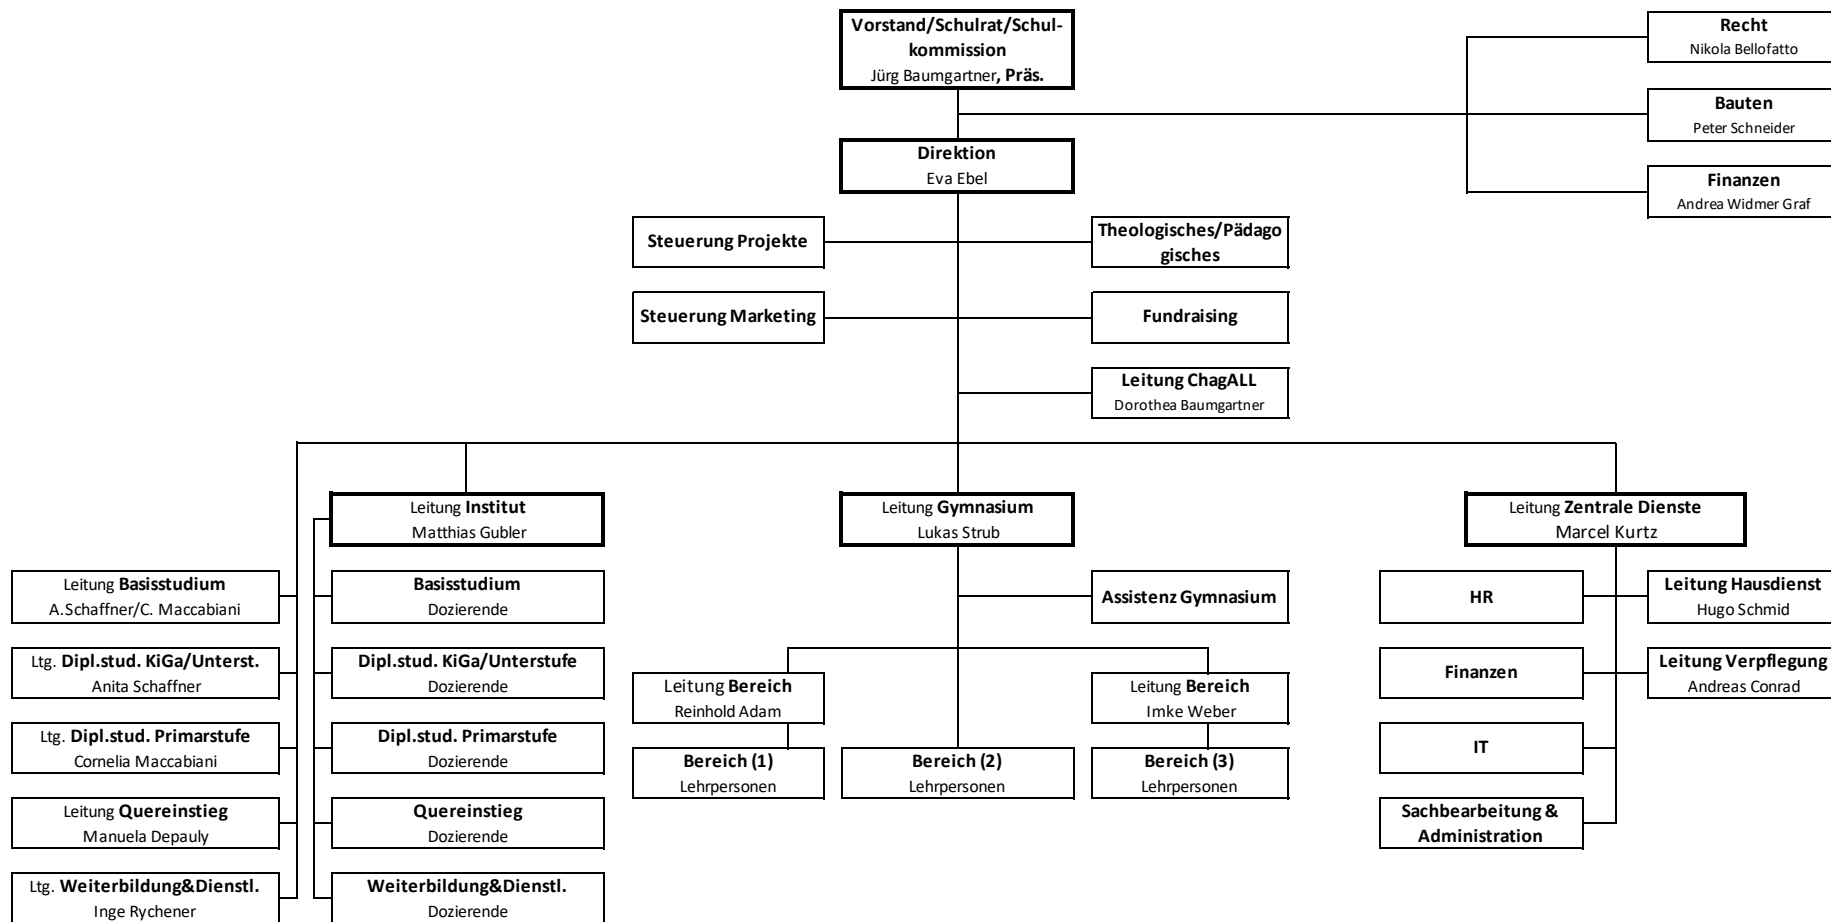 Vorstand/Schulrat/Schul-
kommission
Jürg Baumgartner, Präs.
Recht
Nikola Bellofatto
Bauten
Peter Schneider
Finanzen
Andrea Widmer Graf
Direktion
Eva Ebel
Steuerung Projekte
Theologisches/Pädago
gisches
Steuerung Marketing
Fundraising
Leitung ChagALL
Dorothea Baumgartner
Leitung Institut
Matthias Gubler
Leitung Gymnasium
Lukas Strub
Leitung Zentrale Dienste
Marcel Kurtz
Leitung Basisstudium
A.Schaffner/C. Maccabiani
Basisstudium
Dozierende
Assistenz Gymnasium
HR
Leitung Hausdienst
Hugo Schmid
Ltg. Dipl.stud. KiGa/Unterst.
Anita Schaffner
Dipl.stud. KiGa/Unterstufe
Dozierende
Leitung Bereich
Reinhold Adam
Leitung Bereich
Imke Weber
Finanzen
Leitung Verpflegung
Andreas Conrad
Ltg. Dipl.stud. Primarstufe
Cornelia Maccabiani
Dipl.stud. Primarstufe
Dozierende
Bereich (1)
Lehrpersonen
Bereich (2)
Lehrpersonen
Bereich (3)
Lehrpersonen
IT
Leitung Quereinstieg
Manuela Depauly
Quereinstieg
Dozierende
Sachbearbeitung &
Administration
Ltg. Weiterbildung&Dienstl.
Inge Rychener
Weiterbildung&Dienstl.
Dozierende